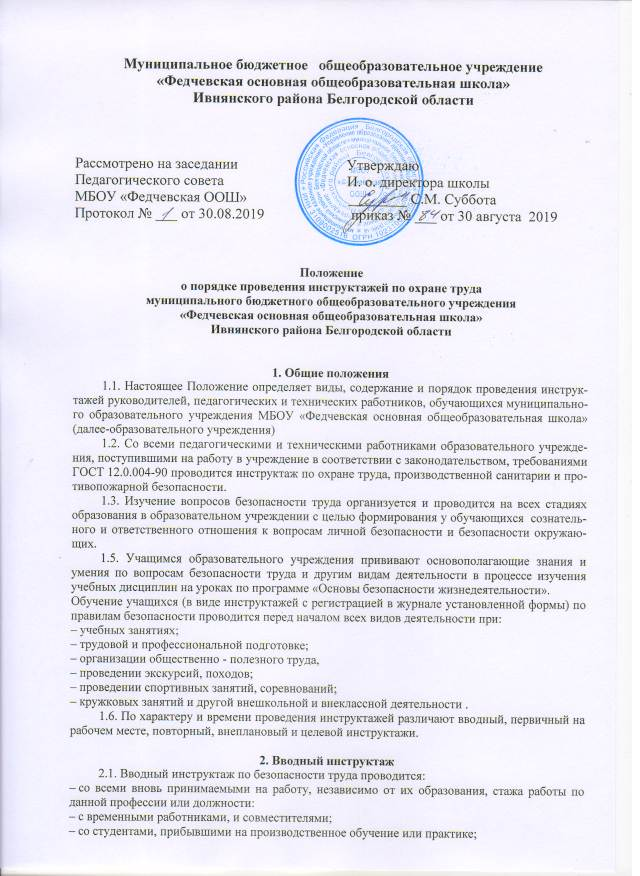 Муниципальное бюджетное общеобразовательное учреждение
«Федчевская основная общеобразовательная школа»
Ивнянского района Белгородской области
Рассмотрено на заседании
Педагогического совета
МБОУ «Федчевская ООШ»
Протокол № 1 от 30.08.2019
Утверждаю
И. о. директора школы
С.М. Суббота
приказ № 84 от 30 августа 2019
Положение
о порядке проведения инструктажей по охране труда
муниципального бюджетного общеобразовательного учреждения
«Федчевская основная общеобразовательная школа»
Ивнянского района Белгородской области
1. Общие положения
1.1. Настоящее Положение определяет виды, содержание и порядок проведения инструк-
тажей руководителей, педагогических и технических работников, обучающихся муниципально-
го образовательного учреждения МБОУ «Федчевская основная общеобразовательная школа»
(далее-образовательного учреждения)
1.2. Со всеми педагогическими и техническими работниками образовательного учрежде-
ния, поступившими на работу в учреждение в соответствии с законодательством, требованиями
ГОСТ 12.0.004-90 проводится инструктаж по охране труда, производственной санитарии и про-
тивопожарной безопасности.
1.3. Изучение вопросов безопасности труда организуется и проводится на всех стадиях
образования в образовательном учреждении с целью формирования у обучающихся сознатель-
ного и ответственного отношения к вопросам личной безопасности и безопасности окружаю-
щих.
1.5. Учащимся образовательного учреждения прививают основополагающие знания и
умения по вопросам безопасности труда и другим видам деятельности в процессе изучения
учебных дисциплин на уроках по программе «Основы безопасности жизнедеятельности».
Обучение учащихся (в виде инструктажей с регистрацией в журнале установленной формы) по
правилам безопасности проводится перед началом всех видов деятельности при:
– учебных занятиях;
– трудовой и профессиональной подготовке;
– организации общественно - полезного труда,
– проведении экскурсий, походов;
– проведении спортивных занятий, соревнований;
– кружковых занятий и другой внешкольной и внеклассной деятельности .
1.6. По характеру и времени проведения инструктажей различают вводный, первичный на
рабочем месте, повторный, внеплановый и целевой инструктажи.
2. Вводный инструктаж
2.1. Вводный инструктаж по безопасности труда проводится:
– со всеми вновь принимаемыми на работу, независимо от их образования, стажа работы по
данной профессии или должности:
– с временными работниками, и совместителями;
– со студентами, прибывшими на производственное обучение или практике;